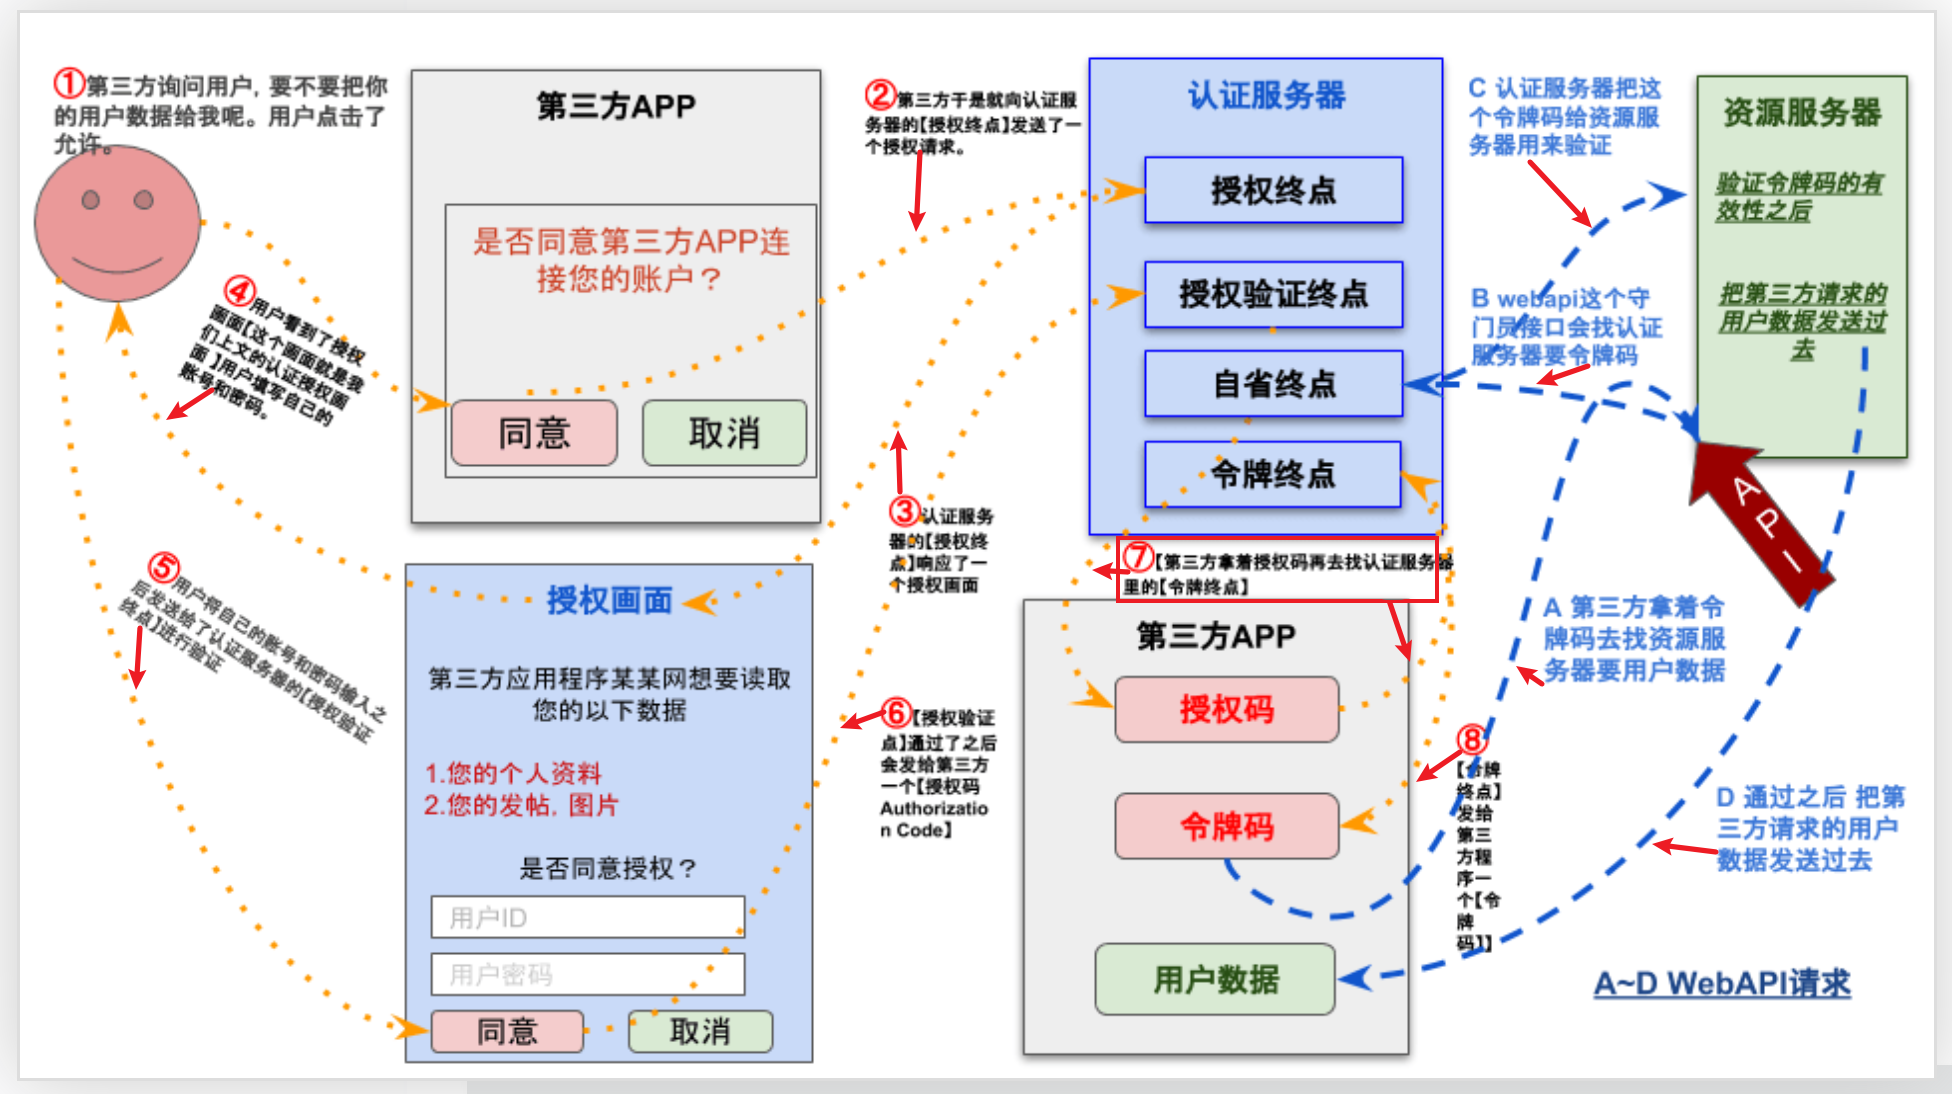 ①第三方询问用户, 要不要把你
的用户数据给我呢。用户点击了
允许。
第三方APP
是否同意第三方APP连
接您的账户？
同意
取消
②第三方干是就向认证服
务器的【授权终点】发送了一
个授权请求。
认证服务器
授权终点
授权验证终点
自省终点
令牌终点
C 认证服务器把这
个令牌码给资源服
务器用来验证
资源服务器
验证令牌码的有
效性之后
把第三方请求的
用户数据发送过
去
B webapi这个守
门员接口会找认证
服务器要令牌码
API
④用户看到了授权
画面【这个画面就是我
们上文的认证授权画
面 】用户填写自己的
账号和密码。
③认证服务
器的【授权终
点】响应了一
个授权画面
⑤用户将自己的账号和密码输入之
后发送给了认证服务器的【授权验证
终点】进行验证
授权画面
第三方应用程序某某网想要读取
您的以下数据
1.您的个人资料
2.您的发帖, 图片
是否同意授权？
用户ID
用户密码
同意
取消
⑥【授权验证
点】通过了之后
会发给第三方
一个【授权码
Authorizatio
n Code】
⑦【第三方拿着授权码再去找认证服务器
里的【令牌终点】
第三方APP
授权码
令牌码
用户数据
⑧
【令牌
终点】
发给
第三
方程
序一
个【令
牌
码】】
A 第三方拿着令
牌码去找资源服
务器要用户数据
D 通过之后 把第
三方请求的用户
数据发送过去
A~D WebAPI请求